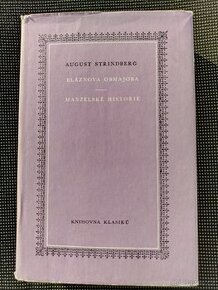 AUGUST STRINDBERG
BLÁZNOVA OBHAJOBA
MANŽELSKÉ HISTORIE
KNIHOVNA KLASIKŮ